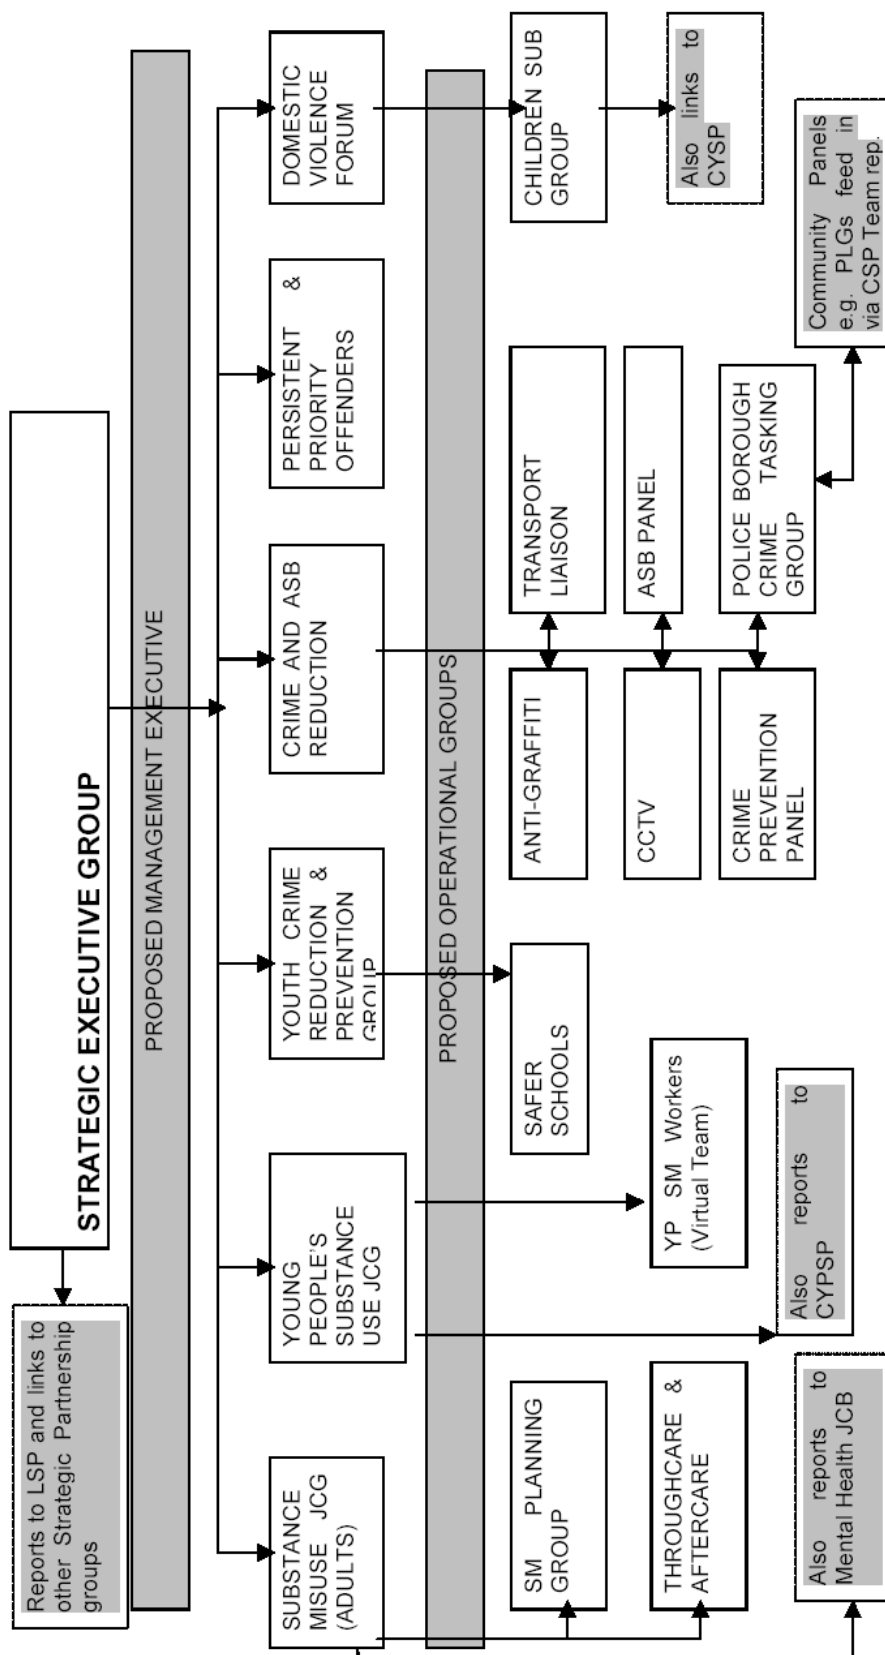 STRATEGIC EXECUTIVE GROUP
Reports to LSP and links to
other Strategic Partnership
groups
PROPOSED MANAGEMENT EXECUTIVE
SUBSTANCE
MISUSE JCG
(ADULTS)
YOUNG
PEOPLE'S
SUBSTANCE
USE JCG
YOUTH CRIME
REDUCTION &
PREVENTION
GROUP
CRIME AND ASB
REDUCTION
PERSISTENT &
PRIORITY
OFFENDERS
DOMESTIC
VIOLENCE
FORUM
PROPOSED OPERATIONAL GROUPS
SM PLANNING
GROUP
THROUGHCARE &
AFTERCARE
Also reports to
Mental Health JCB
YP SM Workers
(Virtual Team)
Also reports to
CYPSP
SAFER
SCHOOLS
ANTI-GRAFFITI
TRANSPORT
LIAISON
CCTV
ASB PANEL
CRIME
PREVENTION
PANEL
POLICE BOROUGH
CRIME TASKING
GROUP
Community Panels
e.g. PLGs feed in
via CSP Team rep.
CHILDREN SUB
GROUP
Also links to
CYSP